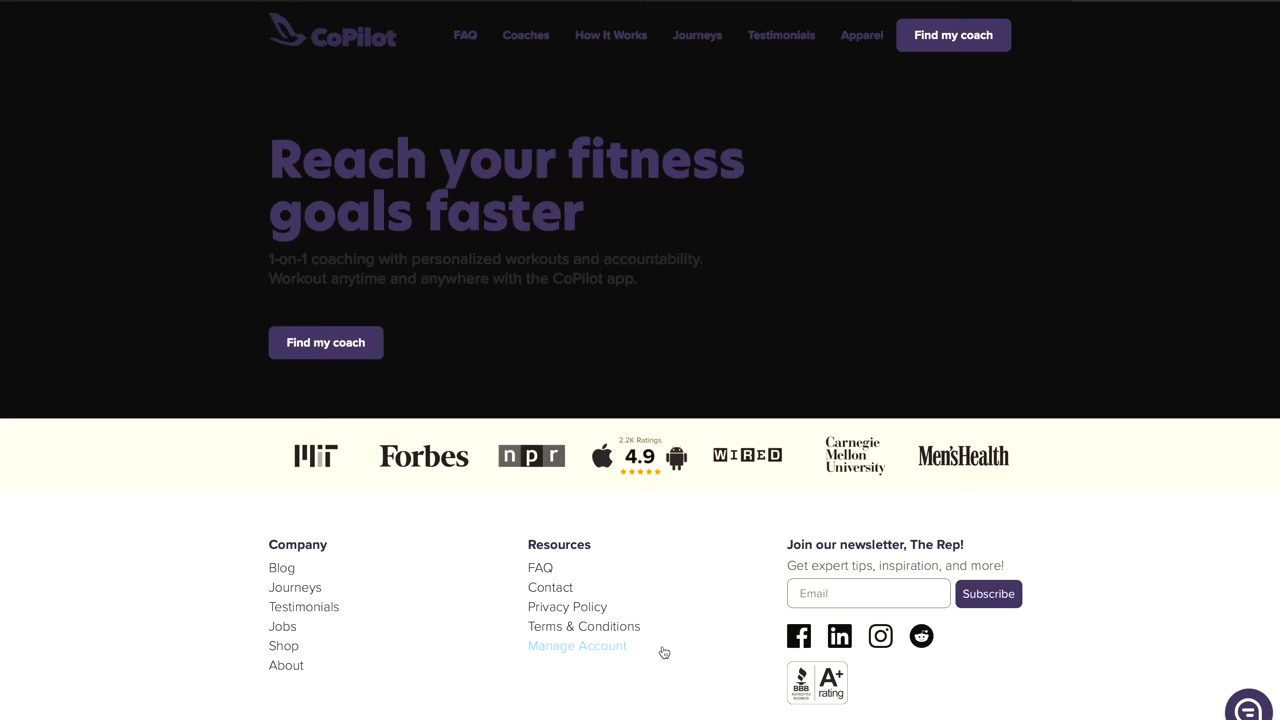 CoPilot
FAQ
Coaches
How It Works
Journeys
Testimonials
Apparel
Find my coach
Reach your fitness
goals faster
1-on-1 coaching with personalized workouts and accountability.
Workout anytime and anywhere with the CoPilot app.
Find my coach
MIT
Forbes
npr
2.2K Ratings
4.9
WIRED
Carnegie
Mellon
University
Men'sHealth
Company
Blog
Journeys
Testimonials
Jobs
Shop
About
Resources
FAQ
Contact
Privacy Policy
Terms & Conditions
Manage Account
Join our newsletter, The Rep!
Get expert tips, inspiration, and more!
Email
Subscribe
BBB
ACCREDITED
BUSINESS
A+
rating